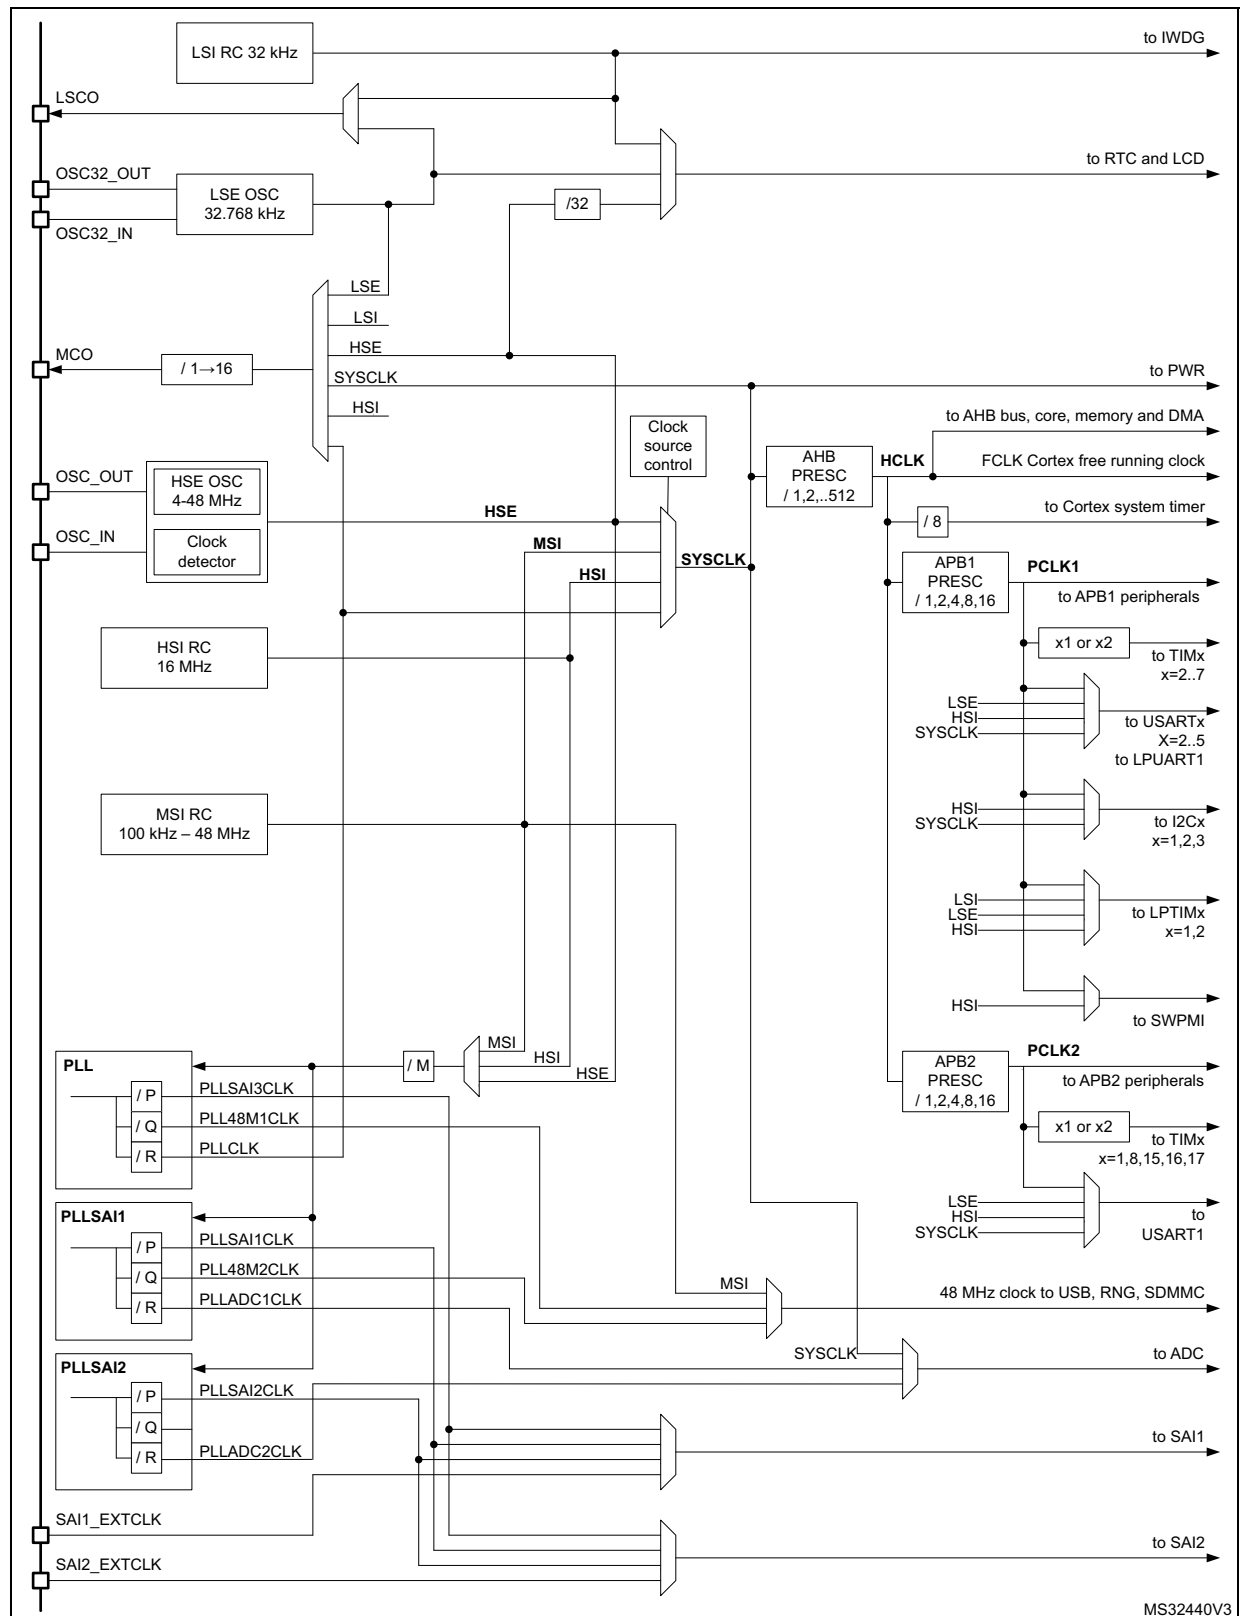 LSI RC 32 kHz
to IWDG
LSCO
OSC32_OUT
to RTC and LCD
LSE OSC
32.768 kHz
/32
OSC32_IN
LSE
LSI
HSE
MCO
/ 1→16
SYSCLK
to PWR
HSI
to AHB bus, core, memory and DMA
Clock
source
control
OSC_OUT
HSE OSC
4-48 MHz
AHB
PRESC
/ 1,2,..512
HCLK
FCLK Cortex free running clock
HSE
to Cortex system timer
/ 8
OSC_IN
Clock
detector
MSI
SYSCLK
HSI
APB1
PRESC
/ 1,2,4,8,16
PCLK1
to APB1 peripherals
HSI RC
16 MHz
x1 or x2
to TIMx
x=2..7
LSE
HSI
SYSCLK
to USARTx
X=2..5
to LPUART1
MSI RC
100 kHz – 48 MHz
HSI
SYSCLK
to I2Cx
x=1,2,3
LSI
LSE
HSI
to LPTIMx
x=1,2
HSI
to SWPMI
MSI
HSI
HSE
/ M
PLL
/ P
PLLSAI3CLK
/ Q
PLL48M1CLK
/ R
PLLCLK
APB2
PRESC
/ 1,2,4,8,16
PCLK2
to APB2 peripherals
x1 or x2
to TIMx
x=1,8,15,16,17
LSE
HSI
SYSCLK
to
USART1
PLLSAI1
/ P
PLLSAI1CLK
/ Q
PLL48M2CLK
/ R
PLLADC1CLK
MSI
48 MHz clock to USB, RNG, SDMMC
SYSCLK
to ADC
PLLSAI2
/ P
PLLSAI2CLK
/ Q
/ R
PLLADC2CLK
to SAI1
SAI1_EXTCLK
to SAI2
SAI2_EXTCLK
MS32440V3